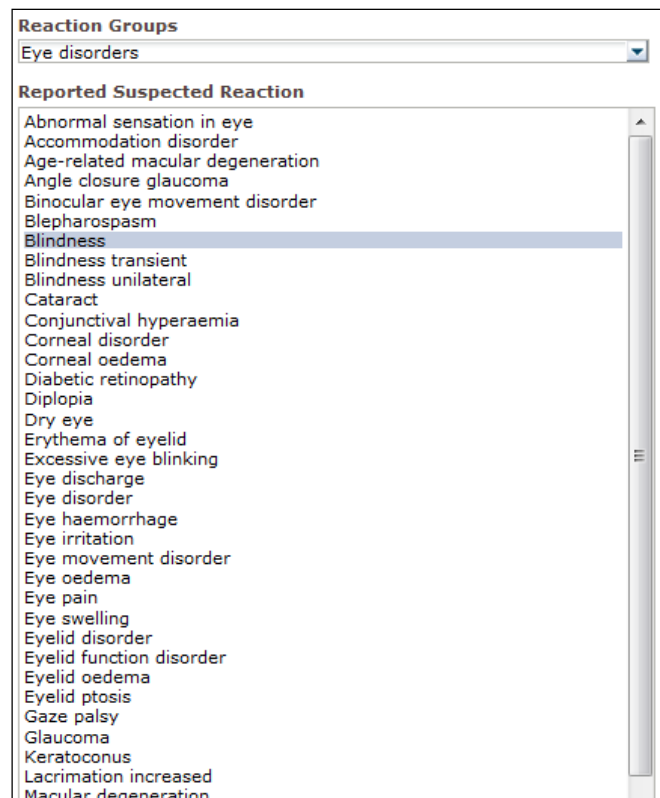 Reaction Groups
Eye disorders
Reported Suspected Reaction
Abnormal sensation in eye
Accommodation disorder
Age-related macular degeneration
Angle closure glaucoma
Binocular eye movement disorder
Blepharospasm
Blindness
Blindness transient
Blindness unilateral
Cataract
Conjunctival hyperaemia
Corneal disorder
Corneal oedema
Diabetic retinopathy
Diplopia
Dry eye
Erythema of eyelid
Excessive eye blinking
Eye discharge
Eye disorder
Eye haemorrhage
Eye irritation
Eye movement disorder
Eye oedema
Eye pain
Eye swelling
Eyelid disorder
Eyelid function disorder
Eyelid oedema
Eyelid ptosis
Gaze palsy
Glaucoma
Keratoconus
Lacrimation increased
Macular degeneration